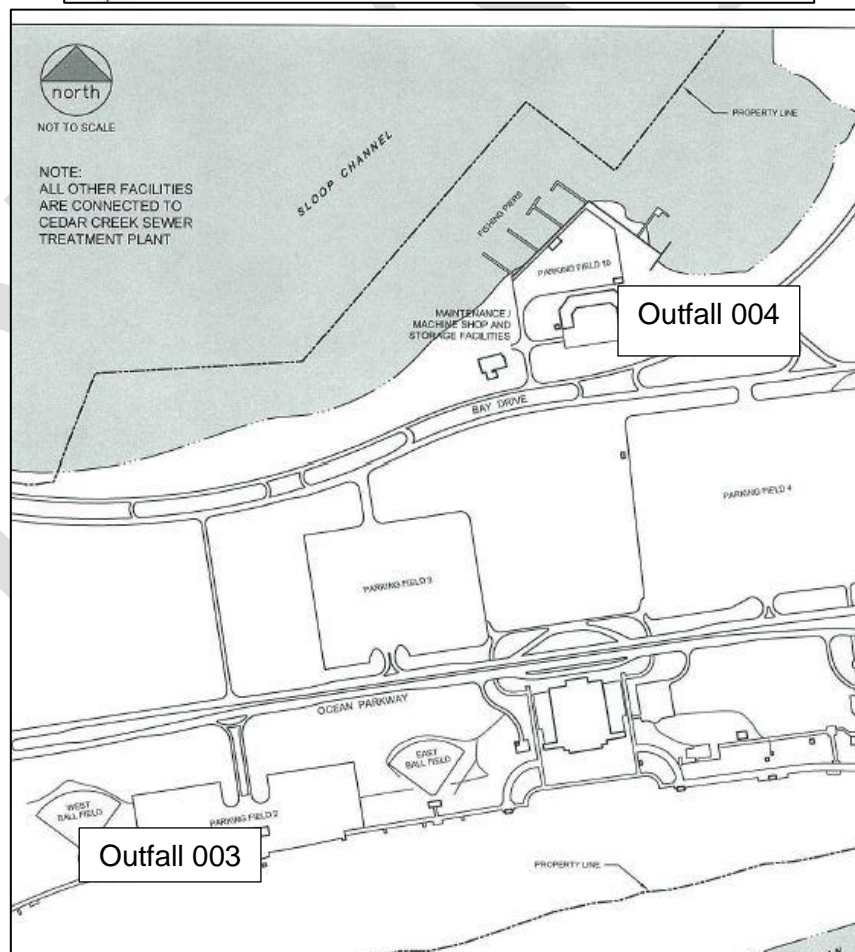 north
NOT TO SCALE
NOTE:
ALL OTHER FACILITIES
ARE CONNECTED TO
CEDAR CREEK SEWER
TREATMENT PLANT
SLOOP CHANNEL
PROPERTY LINE
FISHING PIERS
PARKING FIELD 10
MAINTENANCE /
MACHINE SHOP AND
STORAGE FACILITIES
Outfall 004
BAY DRIVE
PARKING FIELD 4
PARKING FIELD 3
OCEAN PARKWAY
EAST
BALL FIELD
WEST
BALL FIELD
PARKING FIELD 2
Outfall 003
PROPERTY LINE